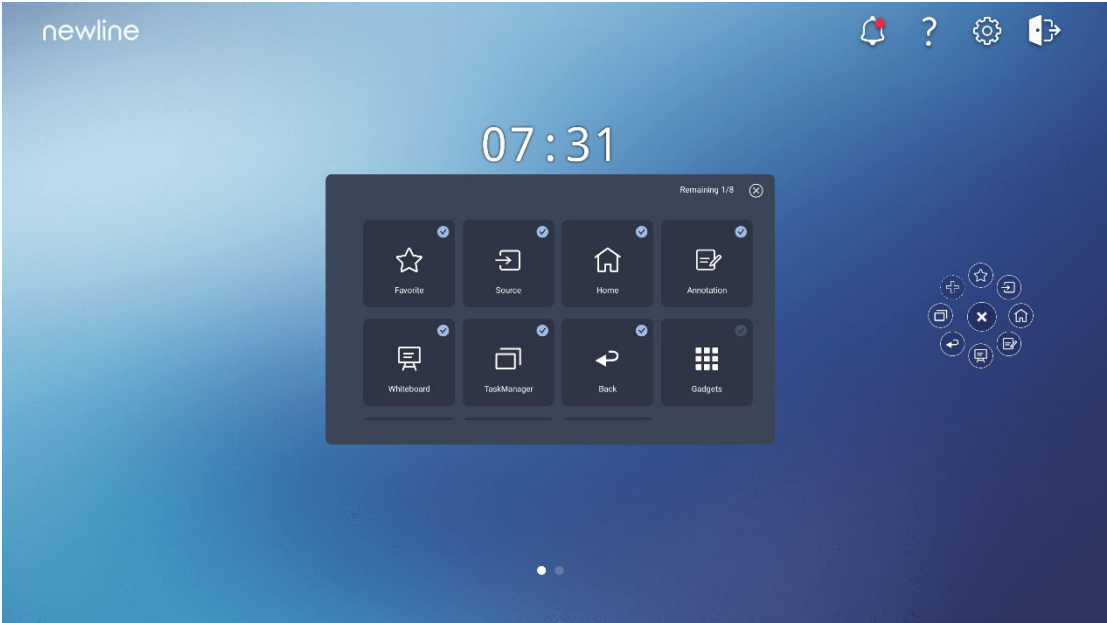 newline
?
07:31
Remaining 1/8
Favorite Source Home Annotation
Whiteboard TaskManager Back Gadgets